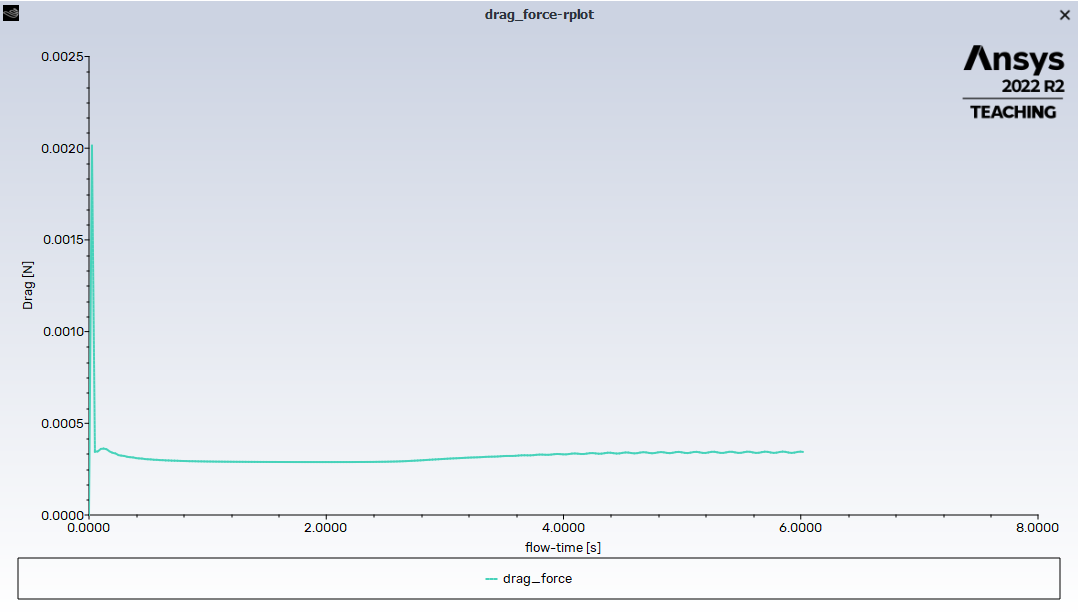 drag_force-rplot
Ansys
2022 R2
TEACHING
0.0025
0.0020
0.0015
0.0010
0.0005
0.0000
Drag [N]
0.0000 2.0000 4.0000 6.0000 8.0000
flow-time [s]
drag_force